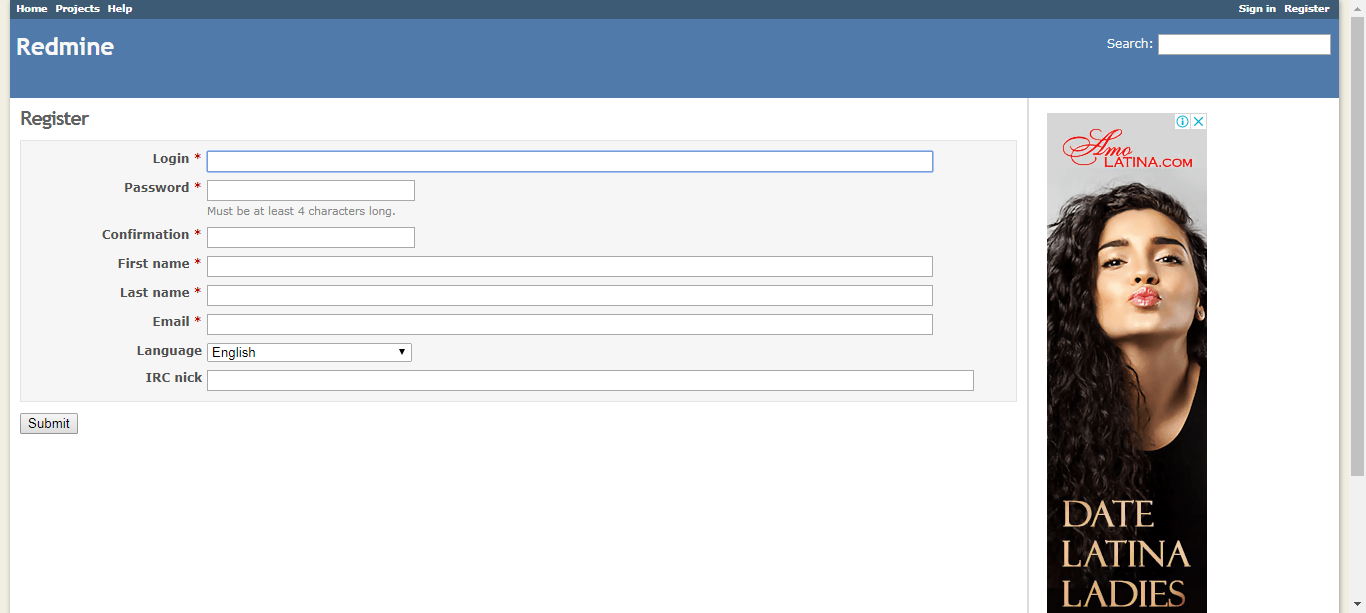 Home Projects Help Sign in Register
Redmine
Search:
Register
Login *
Password *
Must be at least 4 characters long.
Confirmation *
First name *
Last name *
Email *
Language English
IRC nick
Submit
Amo
LATINA.COM
DATE
LATINA
LADIES